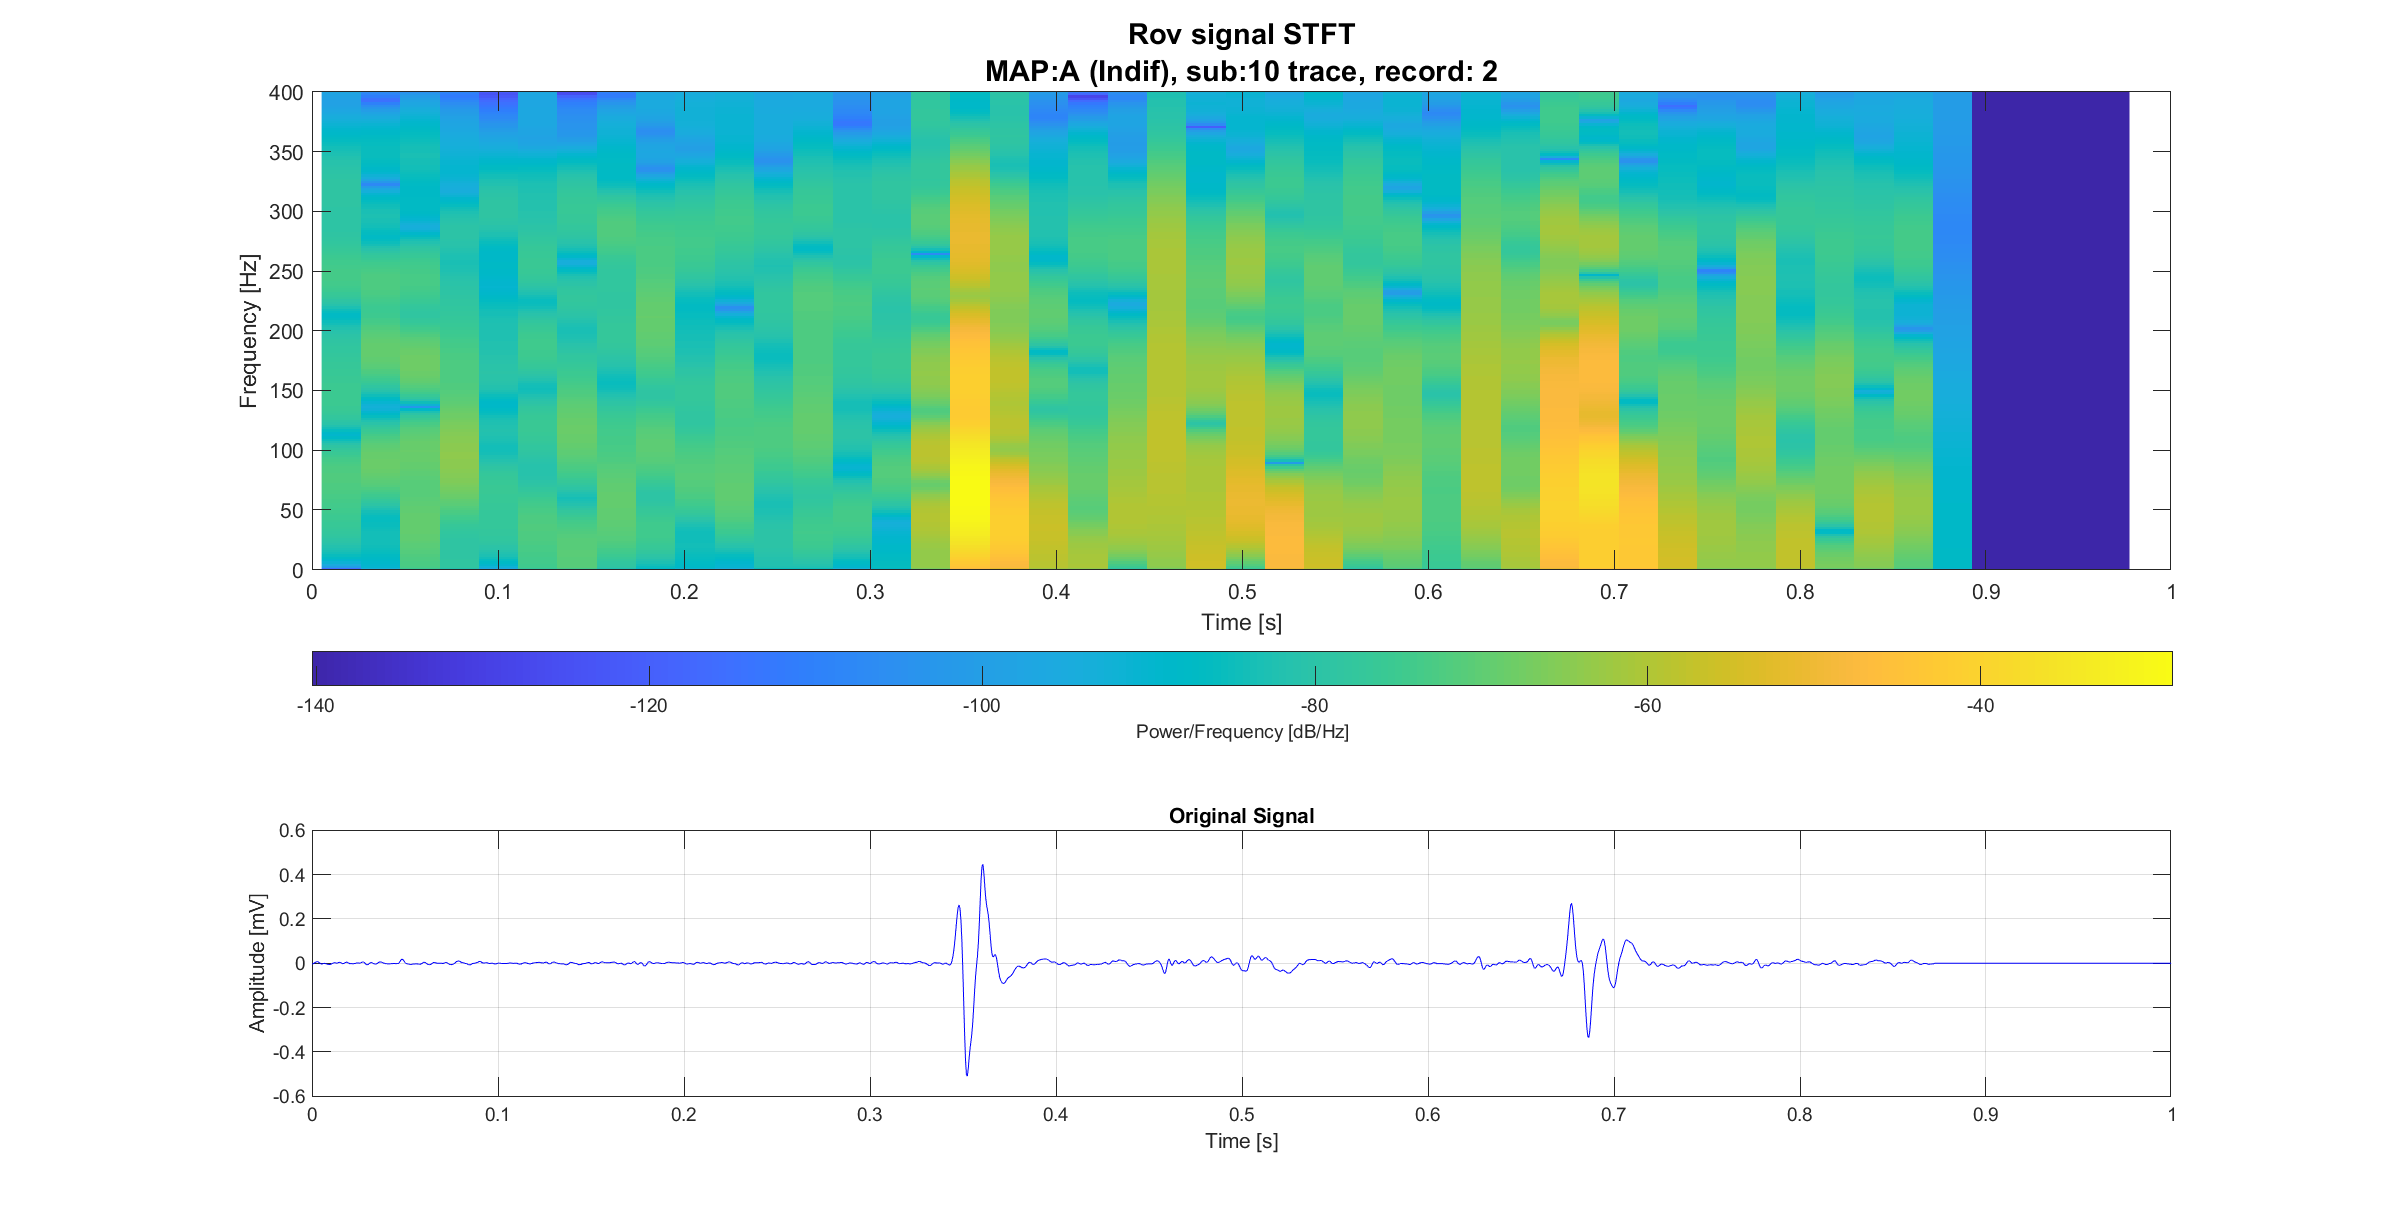 Rov signal STFT
MAP:A (Indif), sub:10 trace, record: 2
400
350
300
250
200
150
100
50
0
Frequency [Hz]
0 0.1 0.2 0.3 0.4 0.5 0.6 0.7 0.8 0.9 1
Time [s]
-140 -120 -100 -80 -60 -40
Power/Frequency [dB/Hz]
Original Signal
0.6
0.4
0.2
0
-0.2
-0.4
-0.6
Amplitude [mV]
0 0.1 0.2 0.3 0.4 0.5 0.6 0.7 0.8 0.9 1
Time [s]